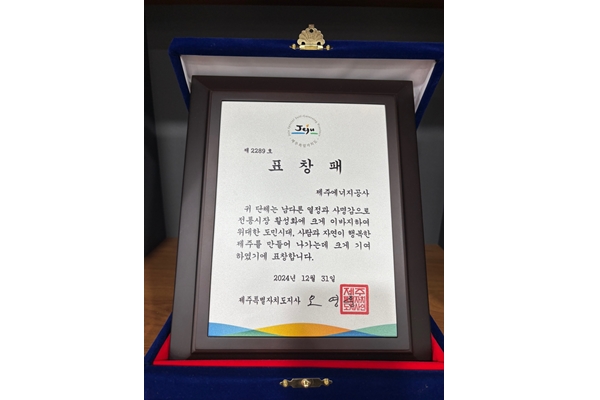 Jeju
제 2289 호
표 창 패
제주에너지공사
위 단체는 남다른 열정과 사명감으로
전통시장 활성화에 크게 이바지하여
위대한 도민시대, 사람과 자연이 행복한
제주를 만들어 나가는데 크게 기여
하였기에 표창합니다.
2024년 12월 31일
제주특별자치도지사 오 영